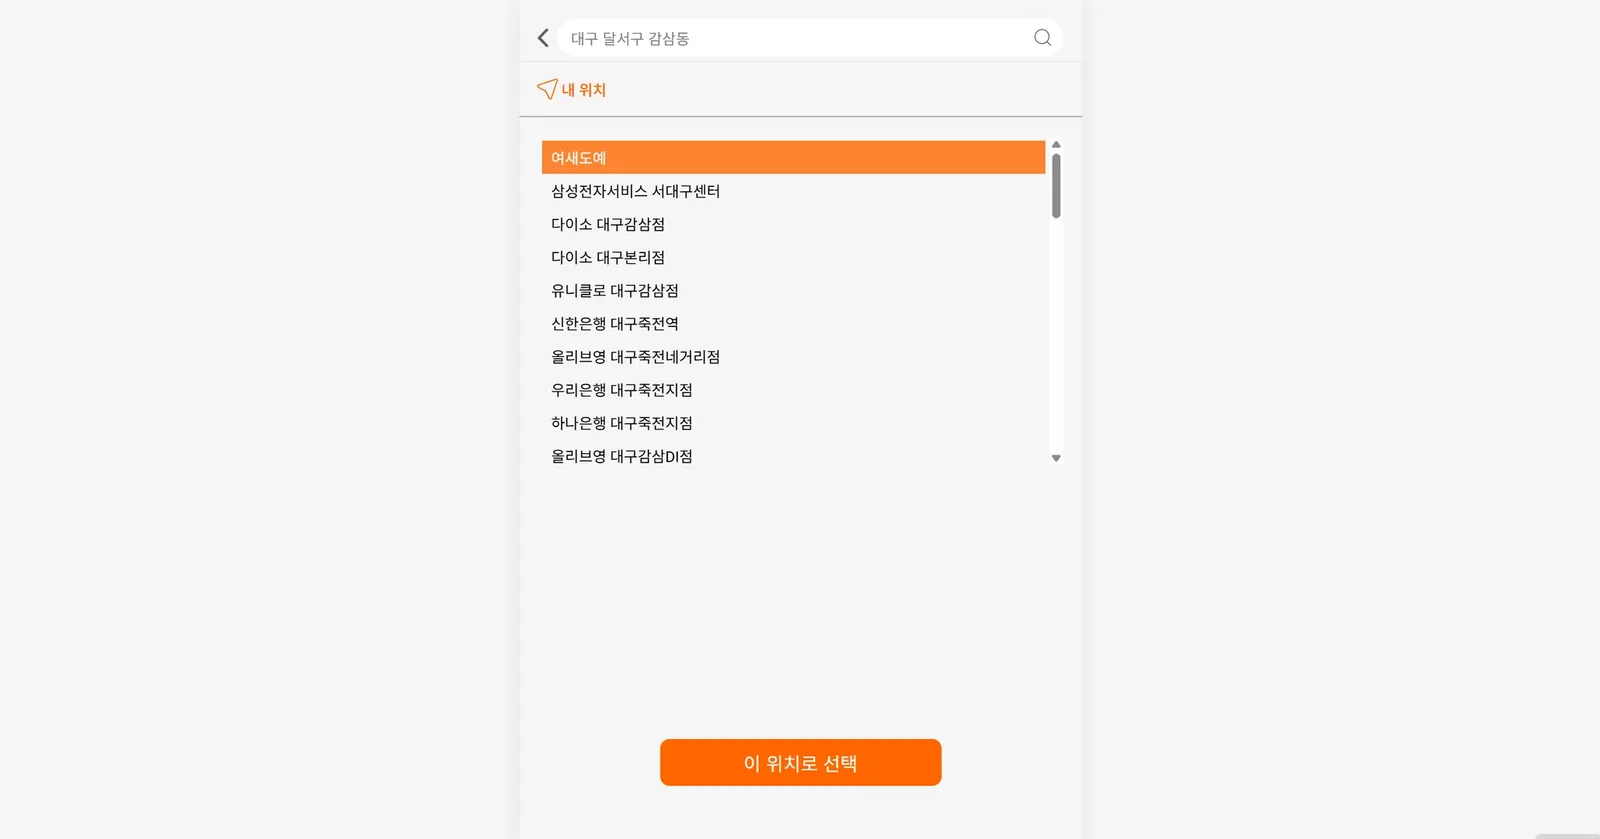 대구 달서구 감삼동
내 위치
여새도예
삼성전자서비스 서대구센터
다이소 대구감삼점
다이소 대구본리점
유니클로 대구감삼점
신한은행 대구죽전역
올리브영 대구죽전네거리점
우리은행 대구죽전지점
하나은행 대구죽전지점
올리브영 대구감삼DI점
이 위치로 선택